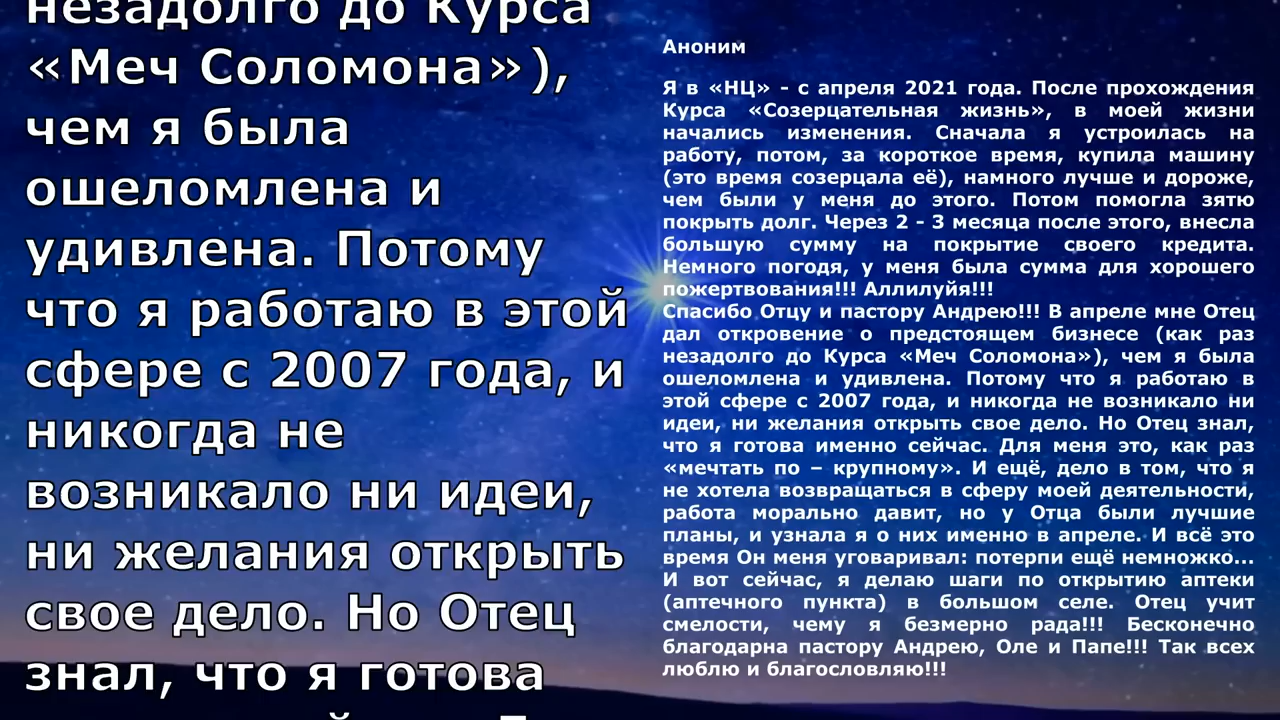 незадолго до Курса
«Меч Соломона»),
чем я была
ошеломлена и
удивлена. Потому
что я работаю в этой
сфере с 2007 года, и
никогда не
возникало ни идеи,
ни желания открыть
свое дело. Но Отец
знал, что я готова
Аноним
Я в «НЦ» - с апреля 2021 года. После прохождения
Курса «Созерцательная жизнь», в моей жизни
начались изменения. Сначала я устроилась на
работу, потом, за короткое время, купила машину
(это время созерцала её), намного лучше и дороже,
чем были у меня до этого. Потом помогла зятю
покрыть долг. Через 2 - 3 месяца после этого, внесла
большую сумму на покрытие своего кредита.
Немного погодя, у меня была сумма для хорошего
пожертвования!!! Аллилуйя!!!
Спасибо Отцу и пастору Андрею!!! В апреле мне Отец
дал откровение о предстоящем бизнесе (как раз
незадолго до Курса «Меч Соломона»), чем я была
ошеломлена и удивлена. Потому что я работаю в
этой сфере с 2007 года, и никогда не возникало ни
идеи, ни желания открыть свое дело. Но Отец знал,
что я готова именно сейчас. Для меня это, как раз
«мечтать по – крупному». И ещё, дело в том, что я
не хотела возвращаться в сферу моей деятельности,
работа морально давит, но у Отца были лучшие
планы, и узнала я о них именно в апреле. И всё это
время Он меня уговаривал: потерпи ещё немножко...
И вот сейчас, я делаю шаги по открытию аптеки
(аптечного пункта) в большом селе. Отец учит
смелости, чему я безмерно рада!!! Бесконечно
благодарна пастору Андрею, Оле и Папе!!! Так всех
люблю и благословляю!!!